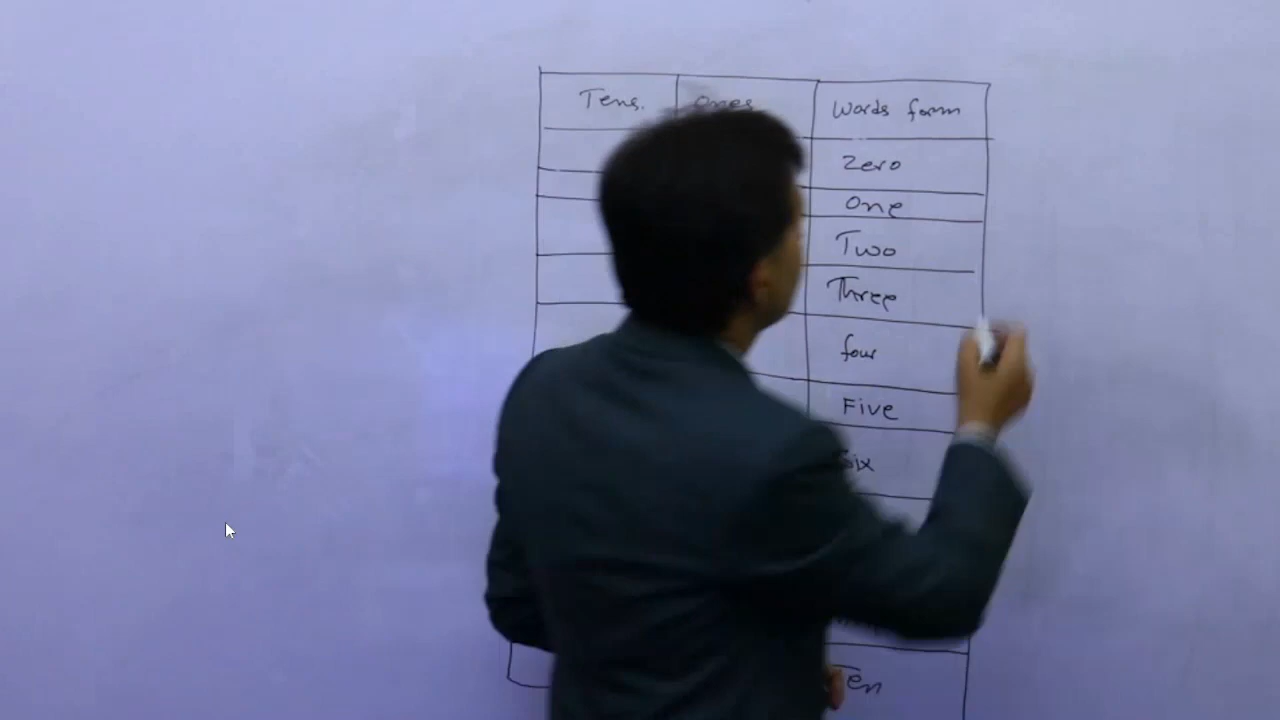 Tens. Ones Words form
Zero
One
Two
Three
four
Five
Six
Ten